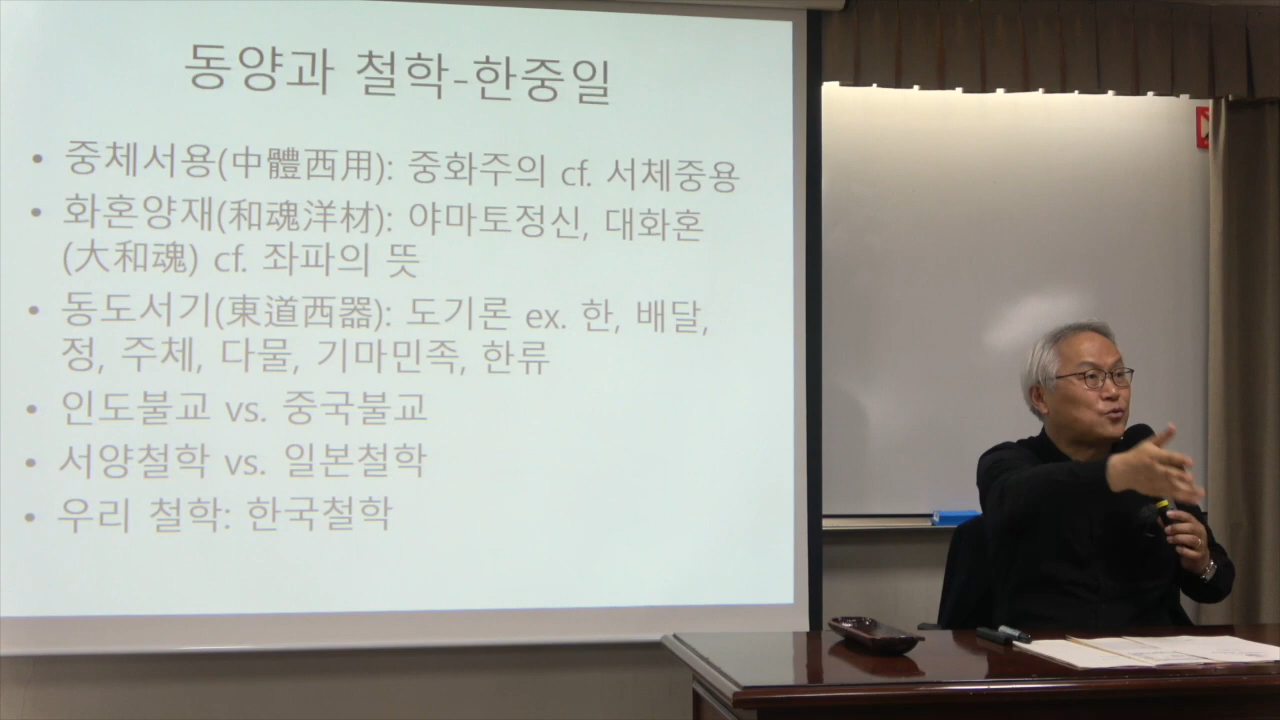 동양과 철학-한중일
• 중체서용(中體西用): 중화주의 cf. 서체중용
• 화혼양재(和魂洋材): 야마토정신, 대화혼
(大和魂) cf. 좌파의 뜻
• 동도서기(東道西器): 도기론 ex. 한, 배달,
정, 주체, 다물, 기마민족, 한류
• 인도불교 vs. 중국불교
• 서양철학 vs. 일본철학
• 우리 철학: 한국철학